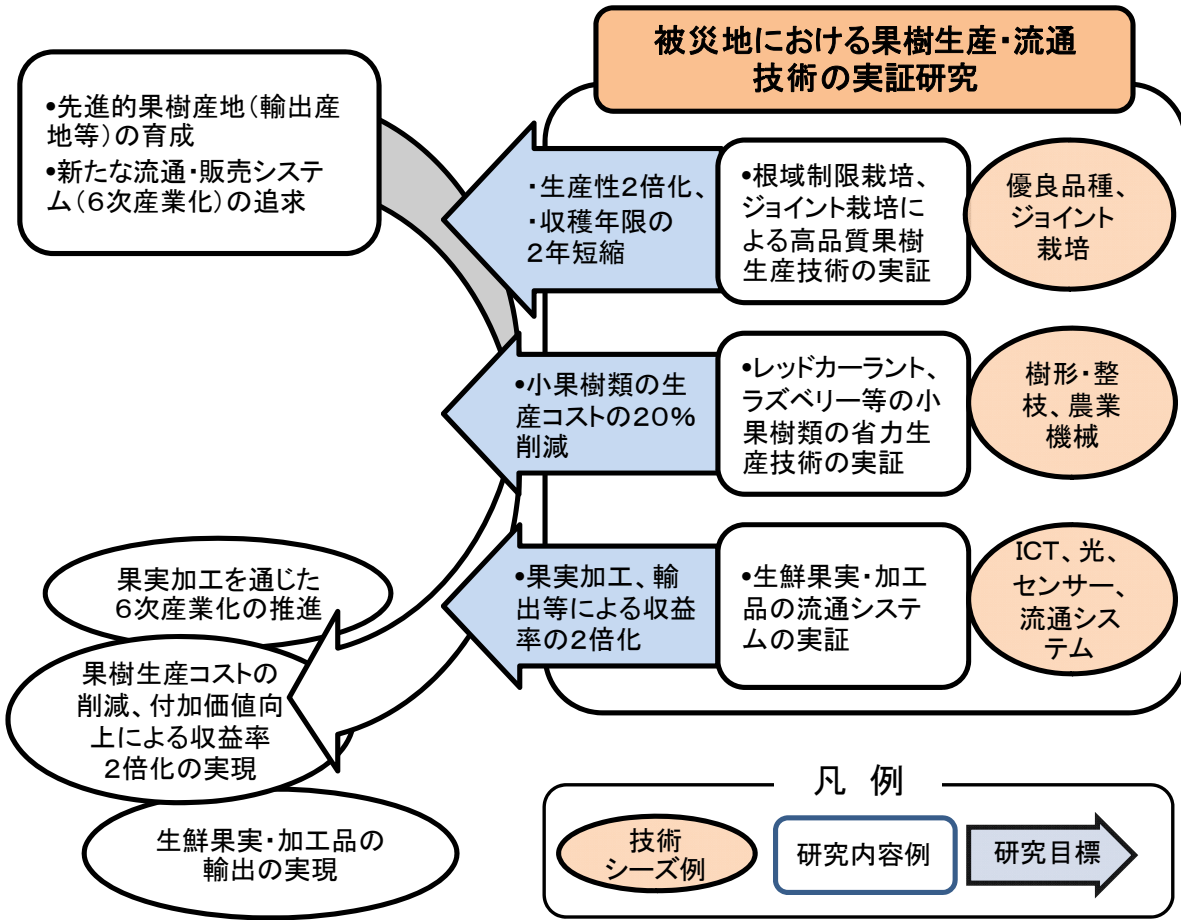 被災地における果樹生産・流通
技術の実証研究
•先進的果樹産地（輸出産
地等）の育成
•新たな流通・販売システ
ム（６次産業化）の追求
・生産性２倍化、
・収穫年限の
２年短縮
•根域制限栽培、
ジョイント栽培に
よる高品質果樹
生産技術の実証
優良品種、
ジョイント
栽培
•小果樹類の生
産コストの20%
削減
•レッドカーラント、
ラズベリー等の小
果樹類の省力生
産技術の実証
樹形・整
枝、農業
機械
•果実加工、輸
出等による収益
率の２倍化
•生鮮果実・加工
品の流通システ
ムの実証
ICT、光、
センサー、
流通シス
テム
果実加工を通じた
６次産業化の推進
果樹生産コストの
削減、付加価値向
上による収益率
２倍化の実現
生鮮果実・加工品の
輸出の実現
凡 例
技術
シーズ例
研究内容例
研究目標